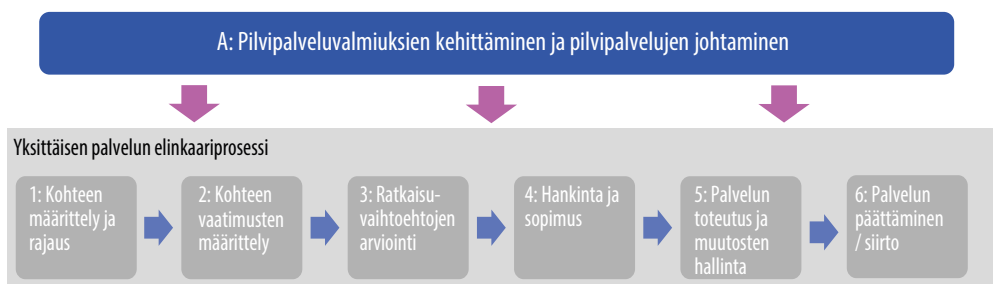 A: Pilvipalveluvalmiuksien kehittäminen ja pilvipalvelujen johtaminen
Yksittäisen palvelun elinkaariprosessi
1: Kohteen
määrittely ja
rajaus
2: Kohteen
vaatimusten
määrittely
3: Ratkaisu-
vaihtoehtojen
arviointi
4: Hankinta ja
sopimus
5: Palvelun
toteutus ja
muutosten
hallinta
6: Palvelun
päättäminen
/ siirto